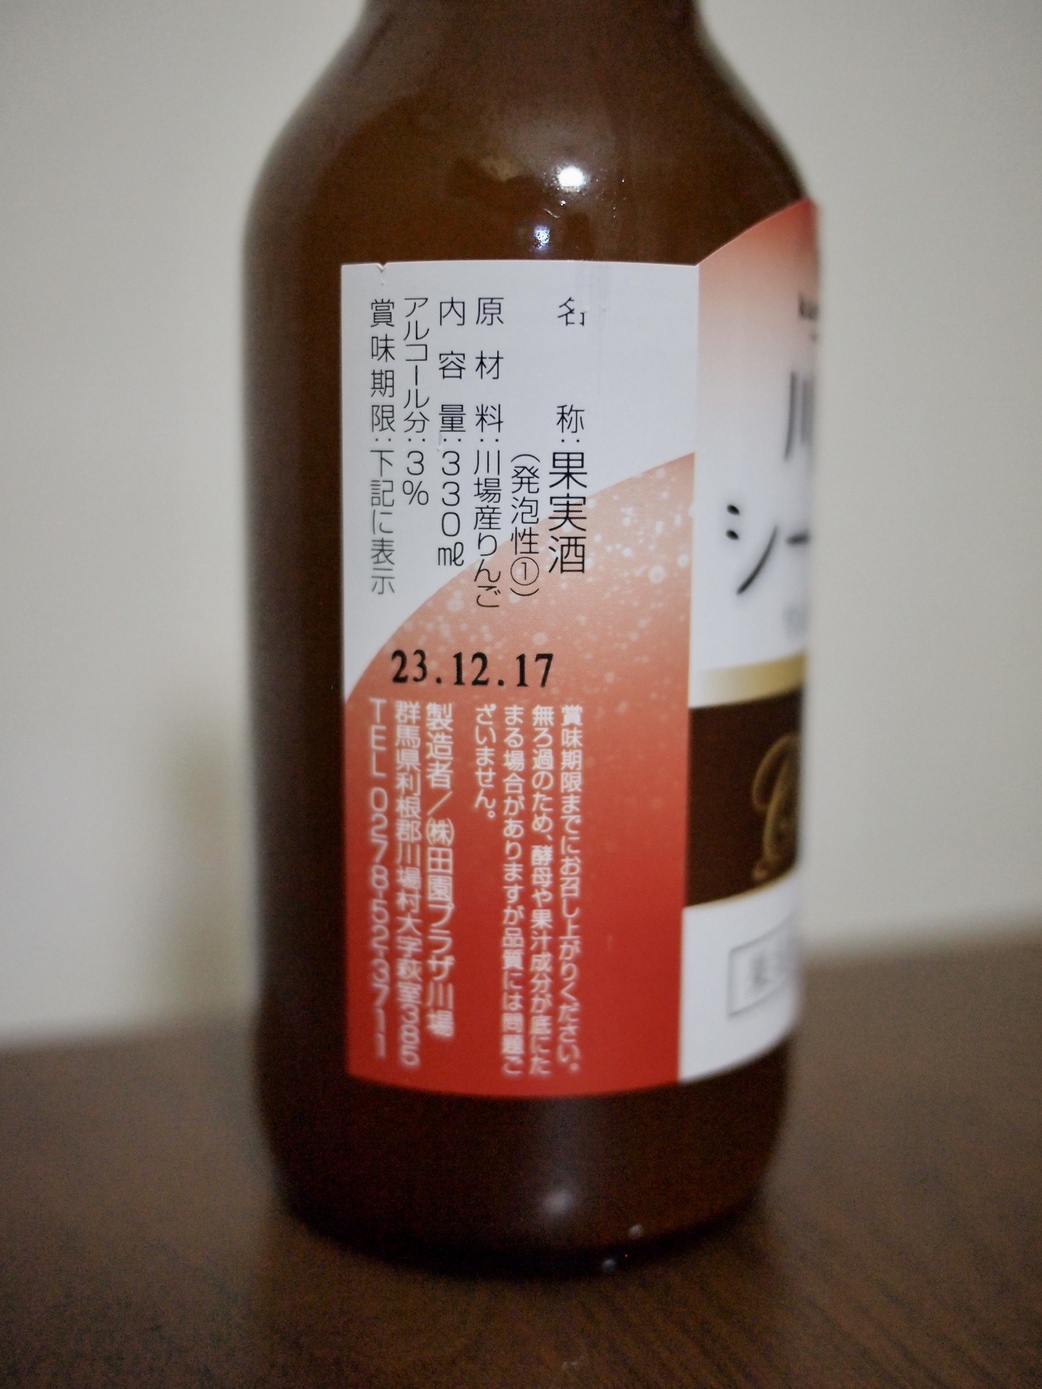 名称:果実酒
(発泡性①)
原材料:川場産りんご
内容量:330㎖
アルコール分:3%
賞味期限:下記に表示
23.12.17
賞味期限までにお召し上がりください。
無ろ過のため、酵母や果汁成分が底にた
まる場合がありますが品質には問題ご
ざいません。
製造者/㈱田園プラザ川場
群馬県利根郡川場村大字萩室385
TEL 0278-52-3711
川
シー